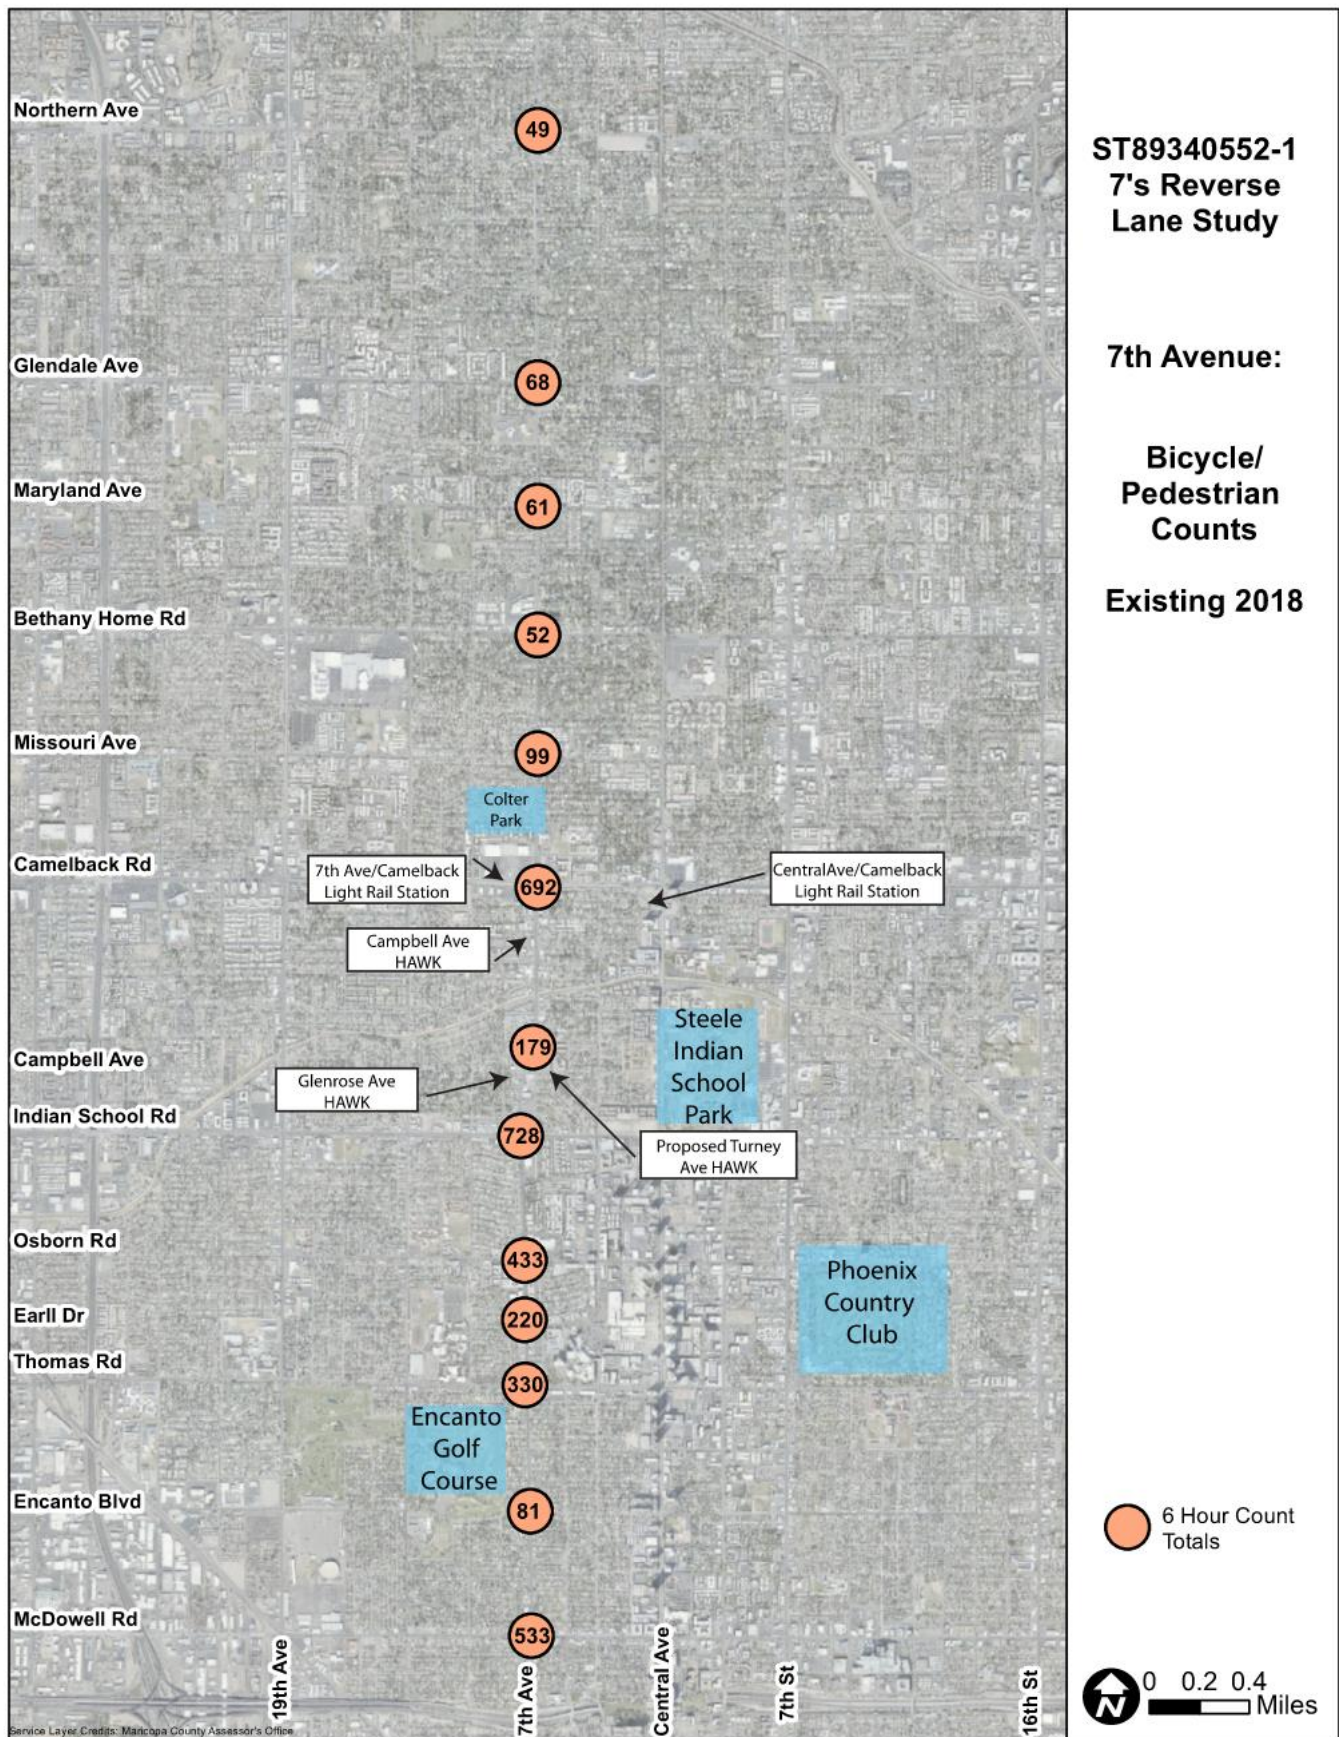 Northern Ave
49
Glendale Ave
68
Maryland Ave
61
Bethany Home Rd
52
Missouri Ave
99
Colter
Park
Camelback Rd
7th Ave/Camelback
Light Rail Station
692
CentralAve/Camelback
Light Rail Station
Campbell Ave
HAWK
Steele
Indian
School
Park
179
Campbell Ave
Glenrose Ave
HAWK
Indian School Rd
728
Proposed Turney
Ave HAWK
Osborn Rd
433
Phoenix
Country
Club
Earll Dr
220
Thomas Rd
330
Encanto
Golf
Course
Encanto Blvd
81
McDowell Rd
533
19th Ave
7th Ave
Central Ave
7th St
16th St
Service Layer Credits: Maricopa County Assessor's Office
ST89340552-1
7's Reverse
Lane Study
7th Avenue:
Bicycle/
Pedestrian
Counts
Existing 2018
6 Hour Count
Totals
N
0 0.2 0.4
Miles